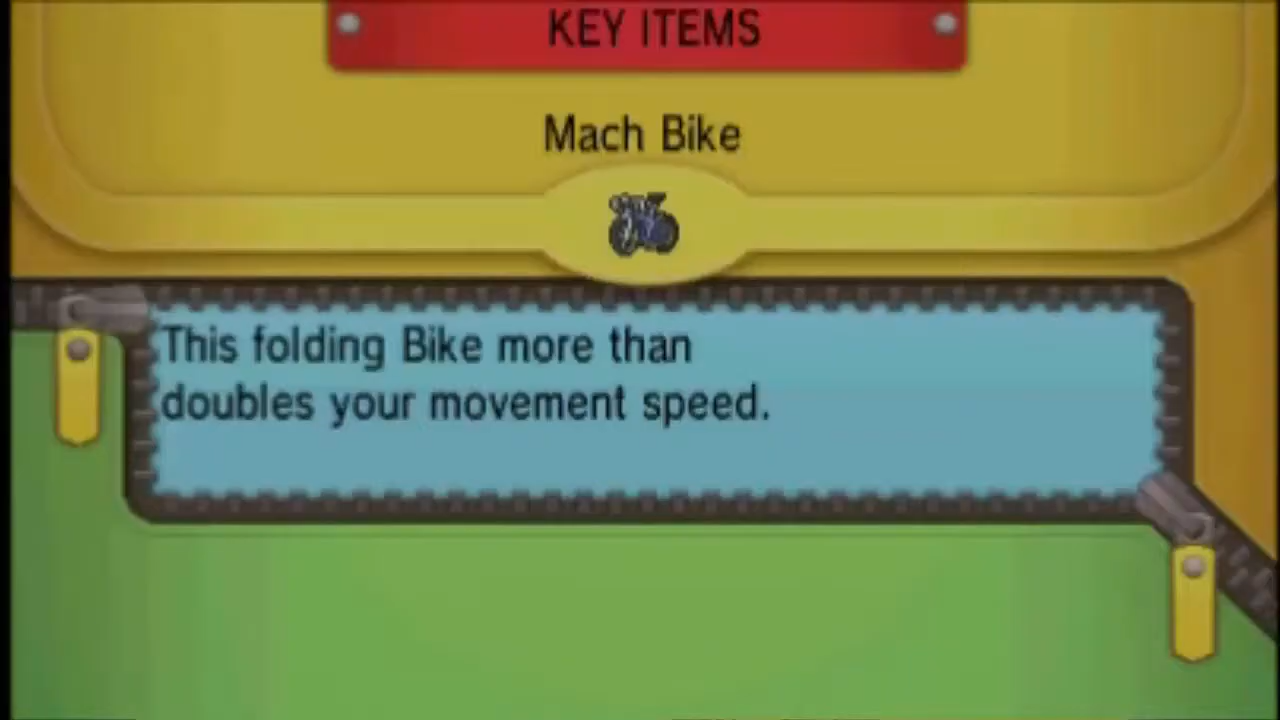 KEY ITEMS
Mach Bike
This folding Bike more than
doubles your movement speed.